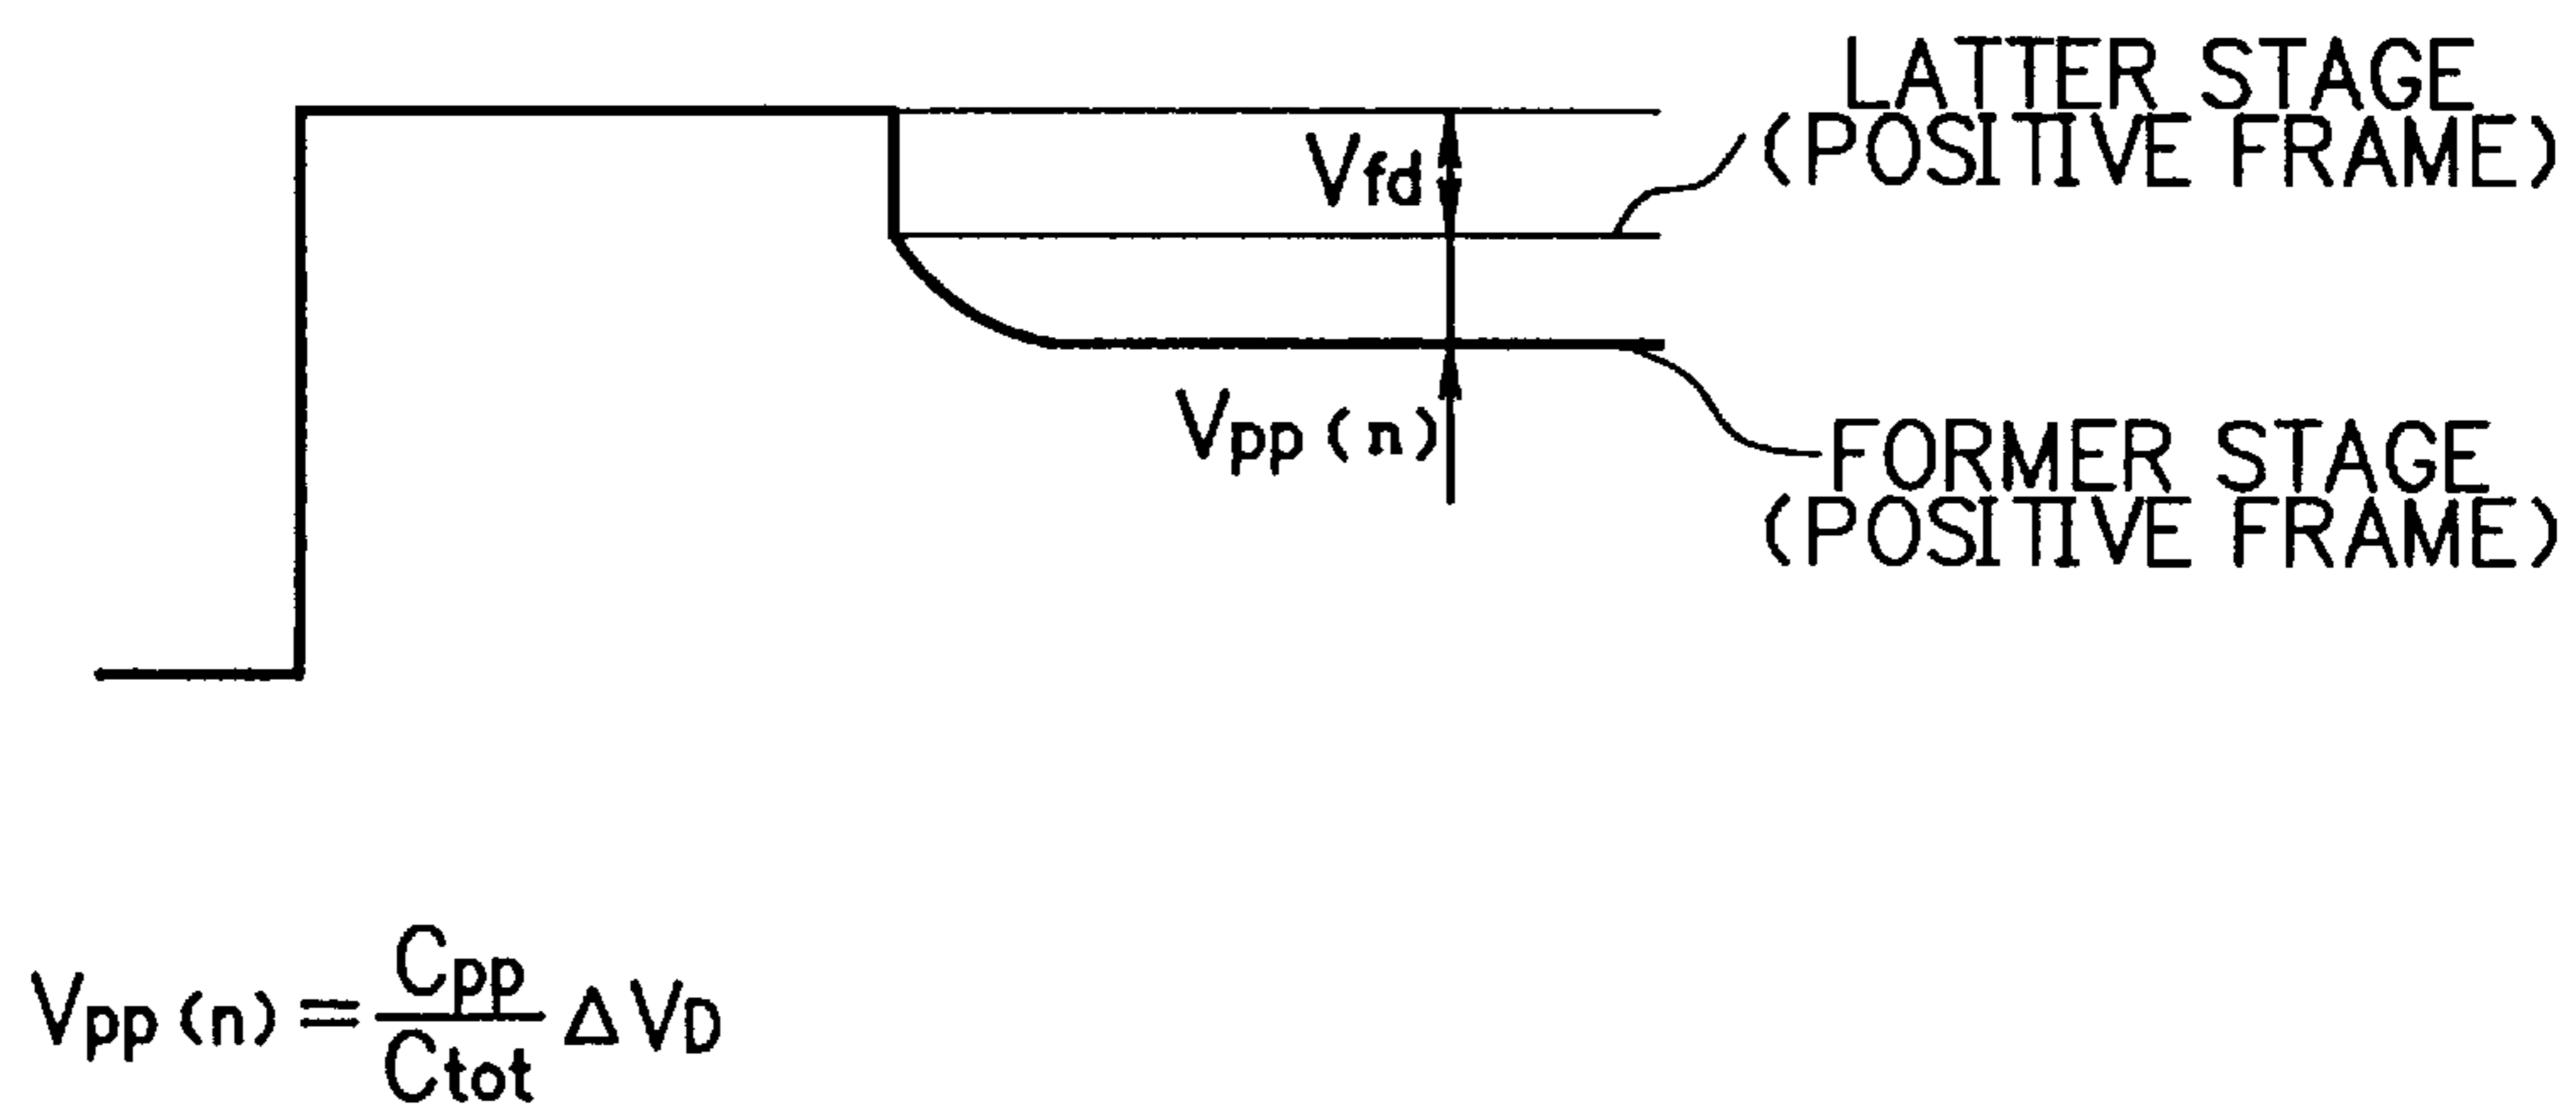 LATTER STAGE
(POSITIVE FRAME)
Vfd
Vpp(n)
FORMER STAGE
(POSITIVE FRAME)
Vpp(n) = Cpp/Ctot ΔVD